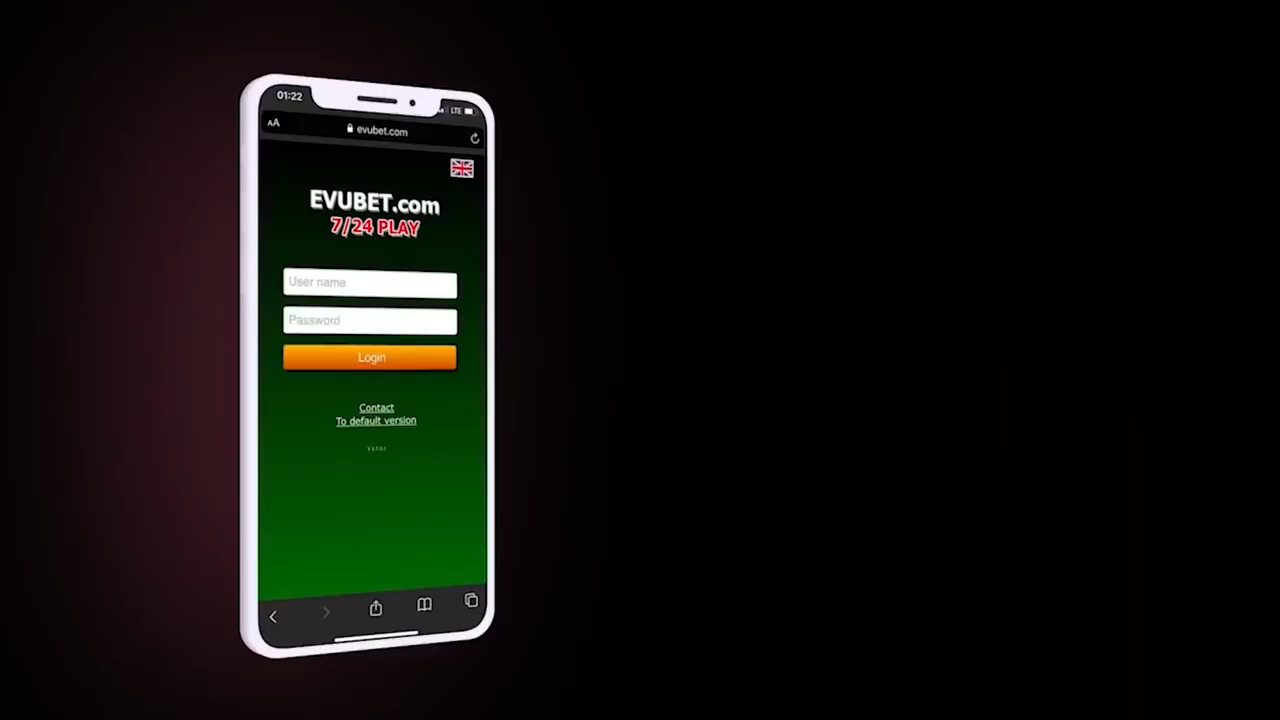 01:22
LTE
AA
evubet.com
EVUBET.com
7/24 PLAY
User name
Password
Login
Contact
To default version